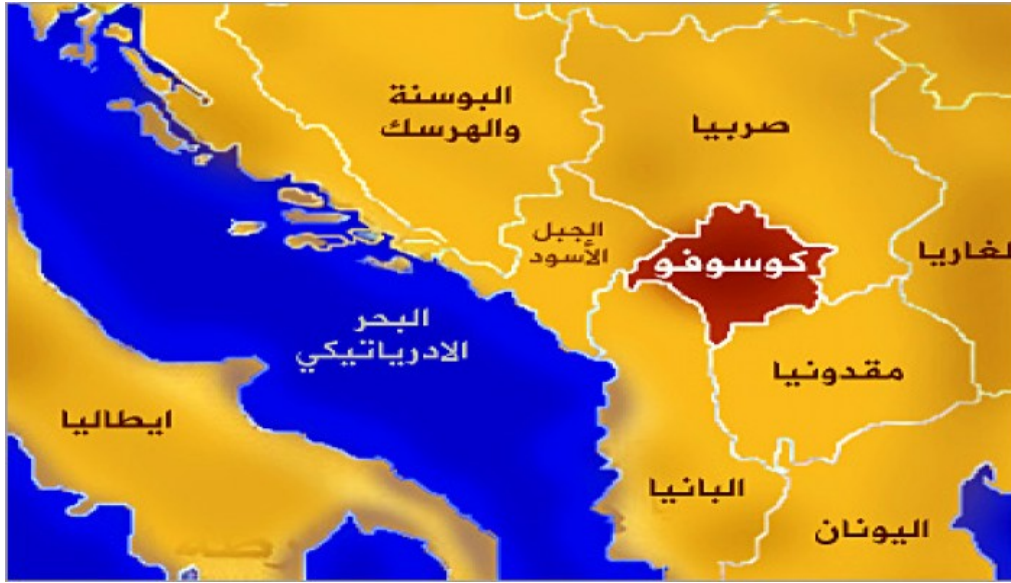 البوسنة
والهرسك
صربيا
الجبل
الأسود
كوسوفو
لغاريا
البحر
الادرياتيكي
مقدونيا
ايطاليا
البانيا
اليونان